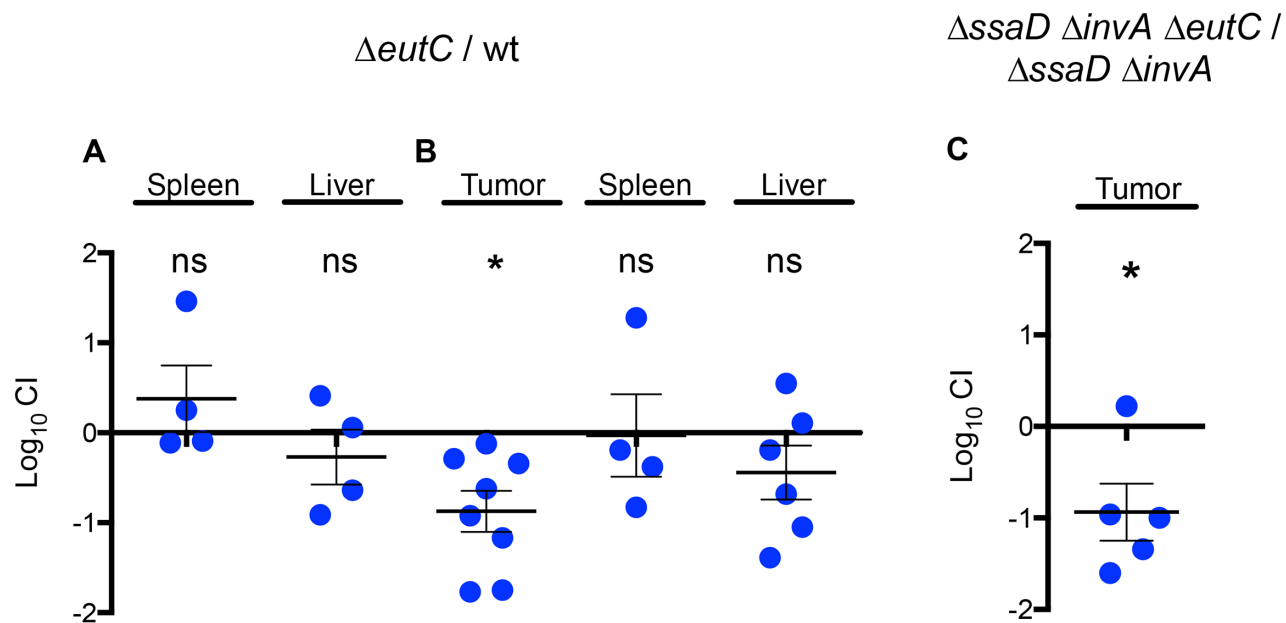 ΔeutC / wt
ΔssaD ΔinvA ΔeutC /
ΔssaD ΔinvA
A
B
C
Spleen
Liver
Tumor
Spleen
Liver
Tumor
ns
ns
*
ns
ns
*
2
1
0
-1
-2
Log10 CI
2
1
0
-1
-2
Log10 CI